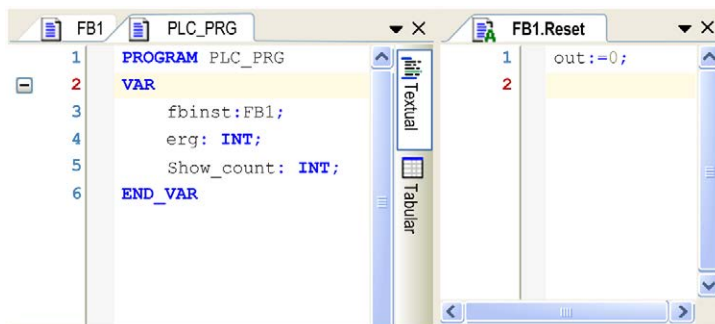 FB1
PLC_PRG
1 PROGRAM PLC_PRG
2 VAR
3 fbinst:FB1;
4 erg: INT;
5 Show_count: INT;
6 END_VAR
Textual
Tabular
FB1.Reset
1 out:=0;
2